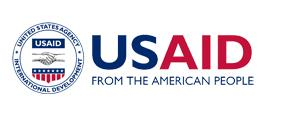 UNITED STATES AGENCY
USAID
INTERNATIONAL DEVELOPMENT
USAID
FROM THE AMERICAN PEOPLE